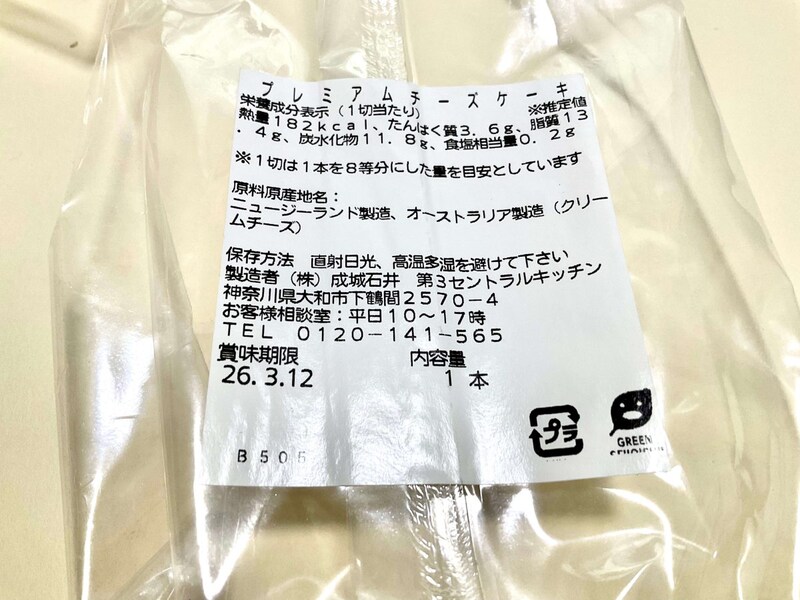 プレミアムチーズケーキ
栄養成分表示(1切当たり) ※推定値
熱量182kcal、たんぱく質3.6g、脂質13
.4g、炭水化物11.8g、食塩相当量0.2g
※1切は1本を8等分にした量を目安としています
原料原産地名:
ニュージーランド製造、オーストラリア製造(クリー
ムチーズ)
保存方法 直射日光、高温多湿を避けて下さい
製造者(株)成城石井 第3セントラルキッチン
神奈川県大和市下鶴間2570-4
お客様相談室:平日10~17時
TEL 0120-141-565
賞味期限 内容量
26.3.12 1本
プラ
GREEN
B505